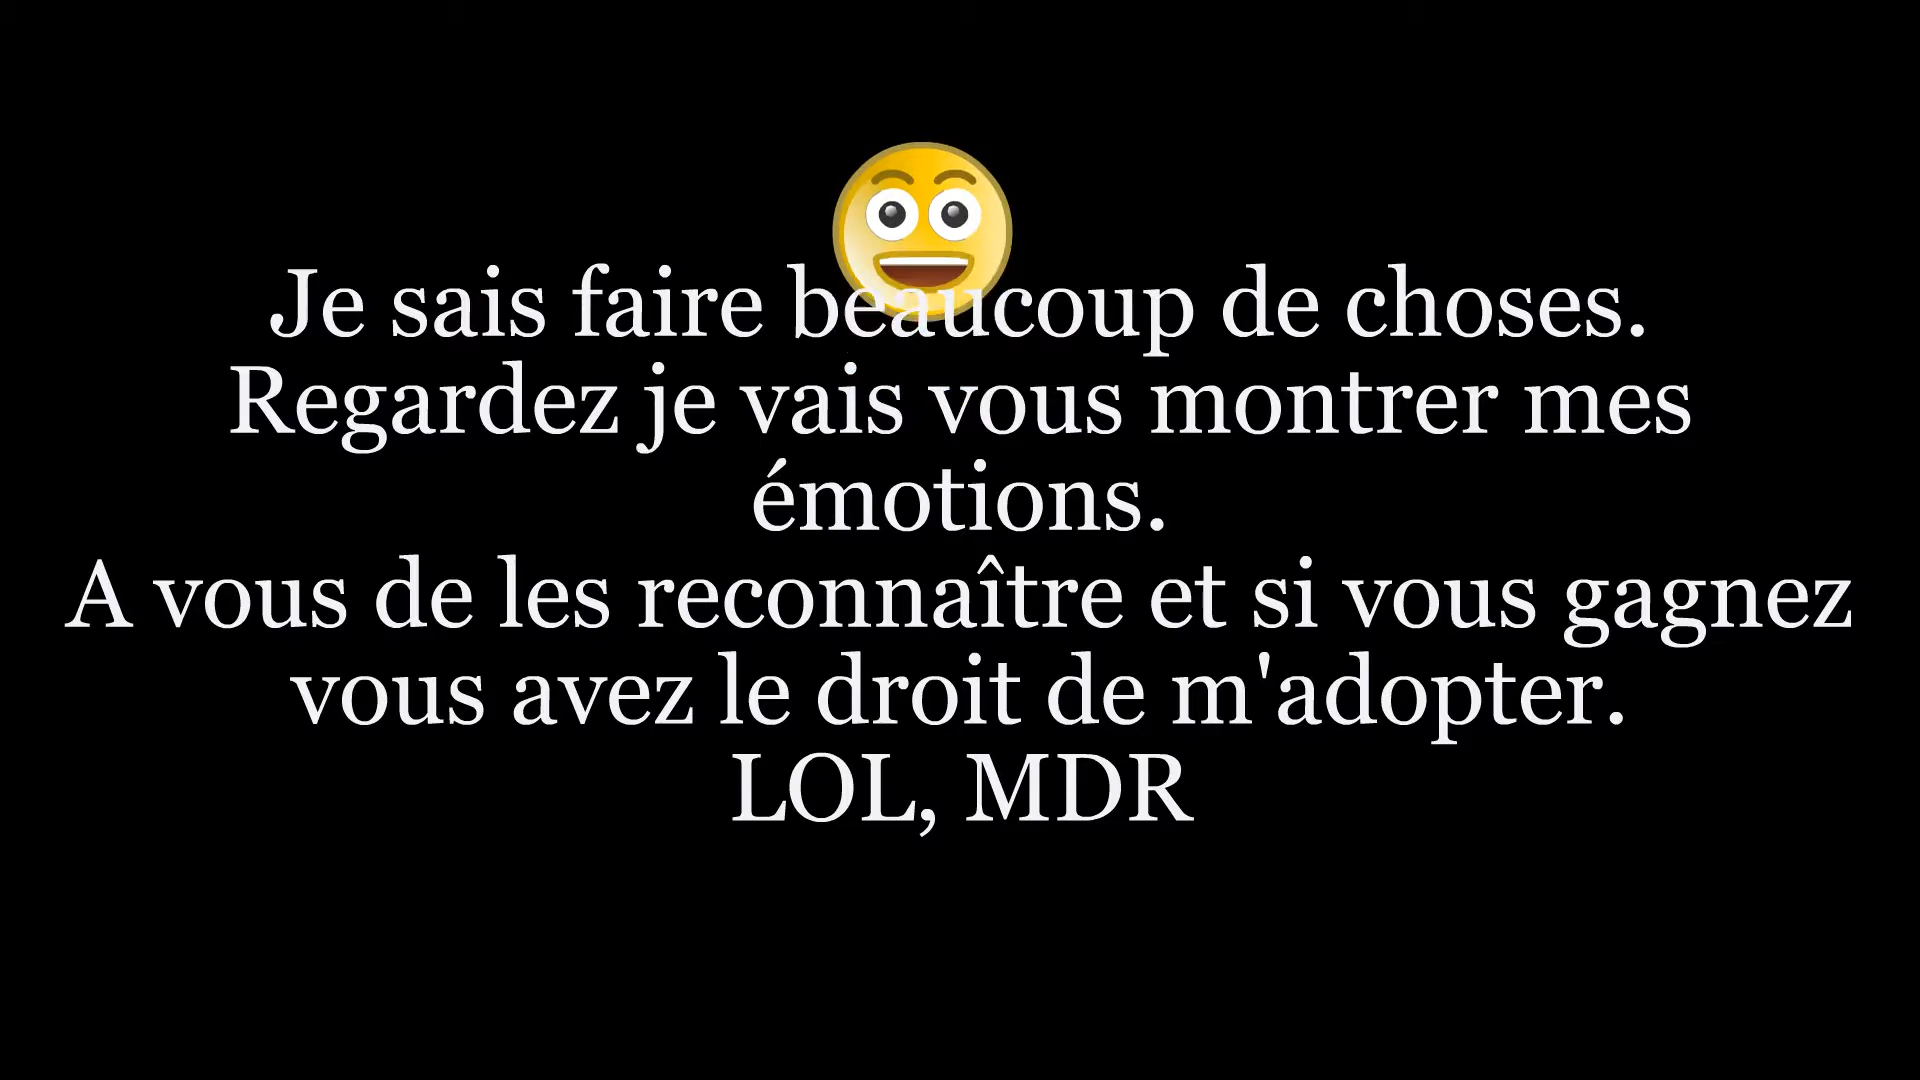 Je sais faire beaucoup de choses.
Regardez je vais vous montrer mes
émotions.
A vous de les reconnaître et si vous gagnez
vous avez le droit de m'adopter.
LOL, MDR